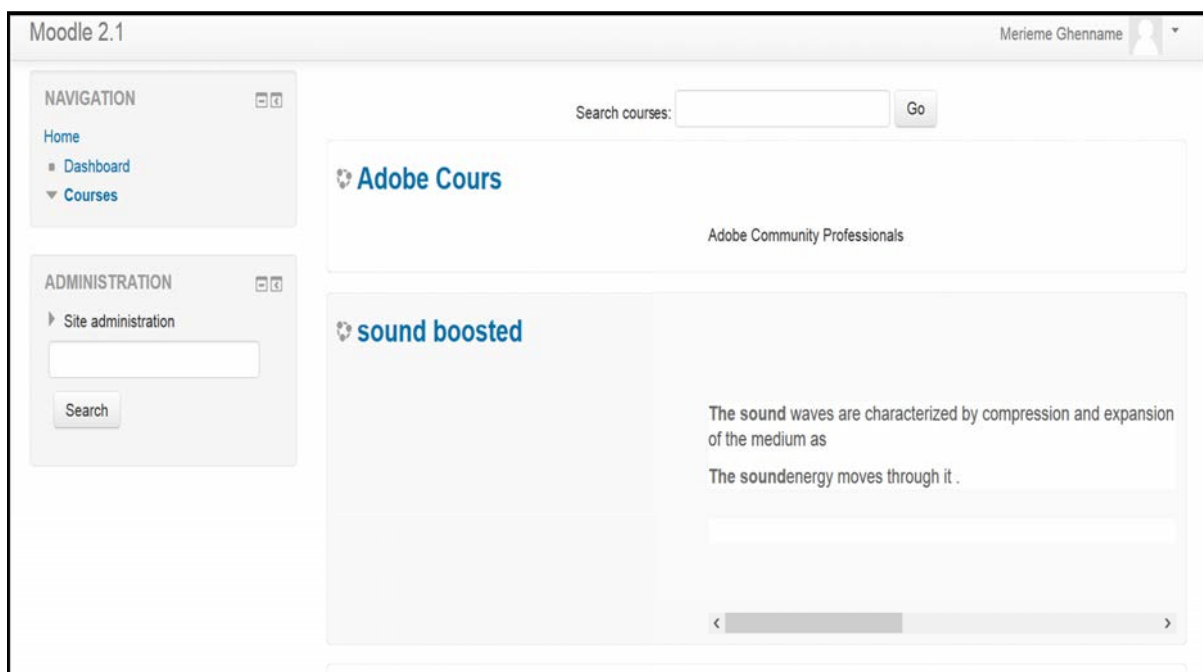 Moodle 2.1
Merieme Ghenname
NAVIGATION
Home
Dashboard
Courses
ADMINISTRATION
Site administration
Search
Search courses:
Go
Adobe Cours
Adobe Community Professionals
sound boosted
The sound waves are characterized by compression and expansion
of the medium as
The soundenergy moves through it .